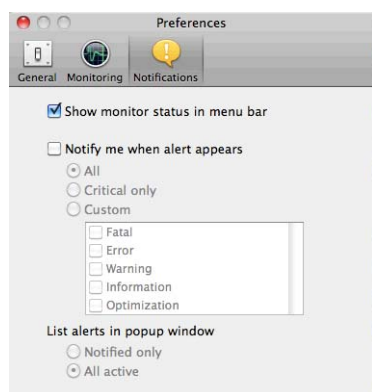 Preferences
General Monitoring Notifications
Show monitor status in menu bar
Notify me when alert appears
All
Critical only
Custom
Fatal
Error
Warning
Information
Optimization
List alerts in popup window
Notified only
All active